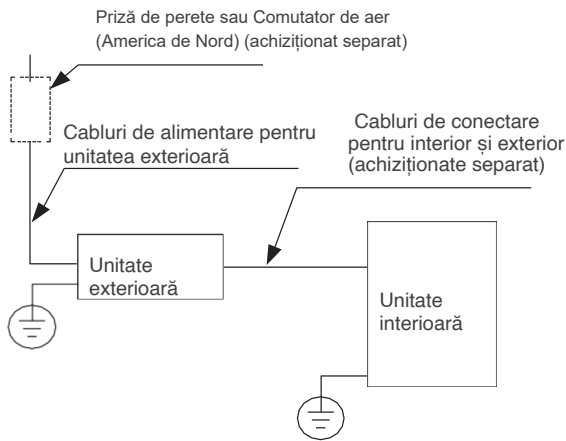 Priză de perete sau Comutator de aer
(America de Nord) (achiziționat separat)
Cabluri de alimentare pentru
unitatea exterioară
Cabluri de conectare
pentru interior și exterior
(achiziționate separat)
Unitate
exterioară
Unitate
interioară